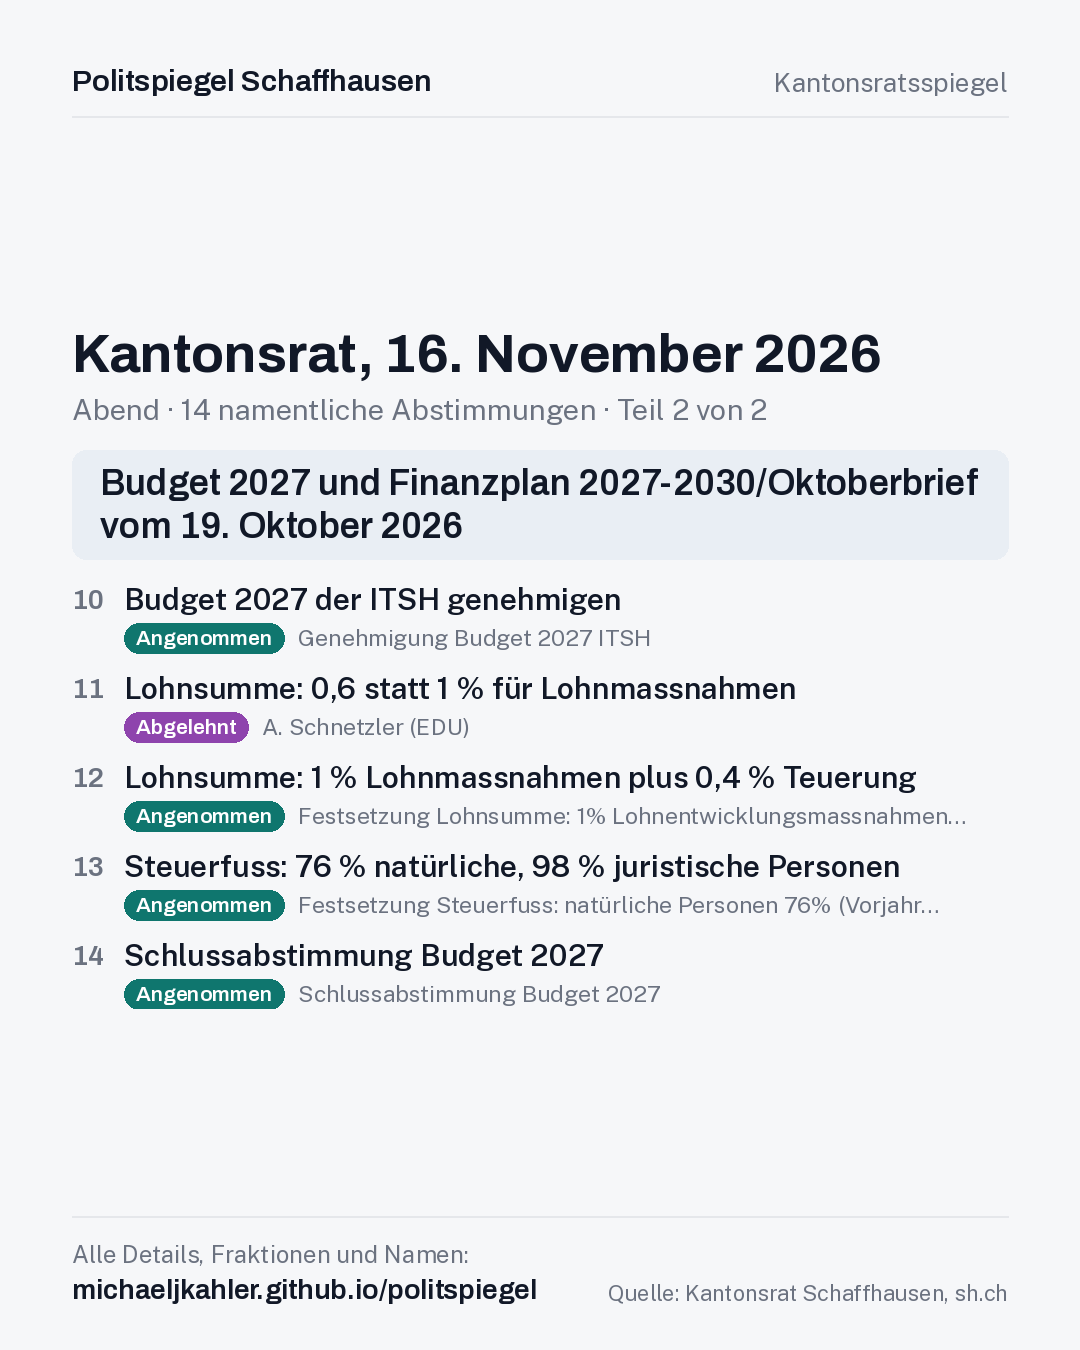 Politspiegel Schaffhausen
Kantonsratsspiegel
Kantonsrat, 16. November 2026
Abend · 14 namentliche Abstimmungen · Teil 2 von 2
Budget 2027 und Finanzplan 2027-2030/Oktoberbrief
vom 19. Oktober 2026
10 Budget 2027 der ITSH genehmigen
Angenommen Genehmigung Budget 2027 ITSH
11 Lohnsumme: 0,6 statt 1 % für Lohnmassnahmen
Abgelehnt A. Schnetzler (EDU)
12 Lohnsumme: 1 % Lohnmassnahmen plus 0,4 % Teuerung
Angenommen Festsetzung Lohnsumme: 1% Lohnentwicklungsmassnahmen…
13 Steuerfuss: 76 % natürliche, 98 % juristische Personen
Angenommen Festsetzung Steuerfuss: natürliche Personen 76% (Vorjahr…
14 Schlussabstimmung Budget 2027
Angenommen Schlussabstimmung Budget 2027
Alle Details, Fraktionen und Namen:
michaeljkahler.github.io/politspiegel
Quelle: Kantonsrat Schaffhausen, sh.ch